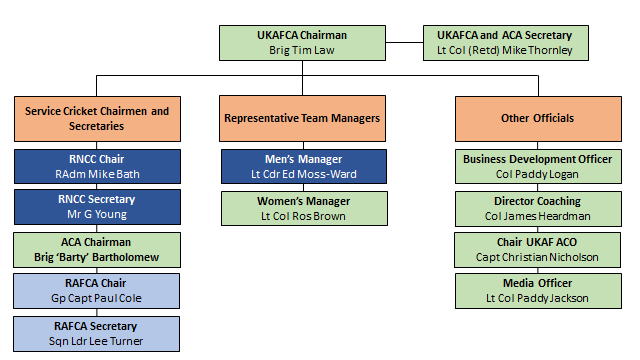 UKAFCA Chairman
Brig Tim Law
UKAFCA and ACA Secretary
Lt Col (Retd) Mike Thornley
Service Cricket Chairmen and
Secretaries
RNCC Chair
RAdm Mike Bath
RNCC Secretary
Mr G Young
ACA Chairman
Brig ‘Barty’ Bartholomew
RAFCA Chair
Gp Capt Paul Cole
RAFCA Secretary
Sqn Ldr Lee Turner
Representative Team Managers
Men’s Manager
Lt Cdr Ed Moss-Ward
Women’s Manager
Lt Col Ros Brown
Other Officials
Business Development Officer
Col Paddy Logan
Director Coaching
Col James Heardman
Chair UKAF ACO
Capt Christian Nicholson
Media Officer
Lt Col Paddy Jackson